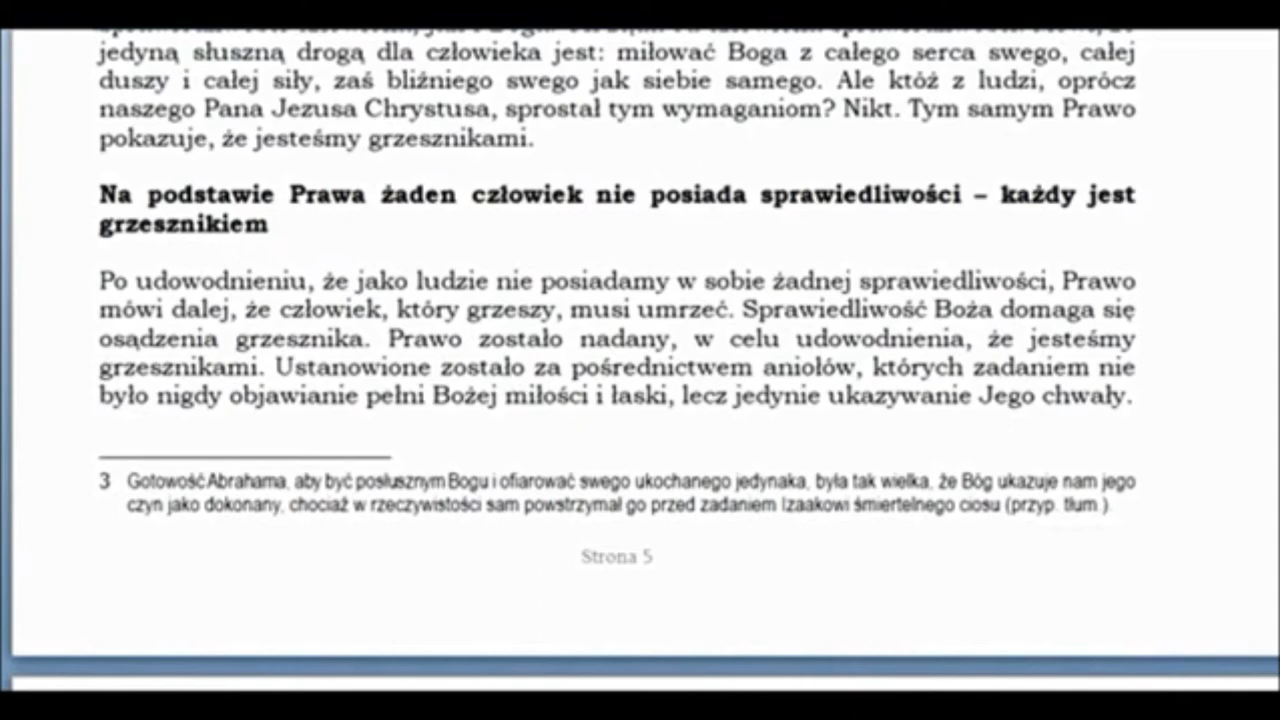 jedyną słuszną drogą dla człowieka jest: miłować Boga z całego serca swego, całej
duszy i całej siły, zaś bliźniego swego jak siebie samego. Ale któż z ludzi, oprócz
naszego Pana Jezusa Chrystusa, sprostał tym wymaganiom? Nikt. Tym samym Prawo
pokazuje, że jesteśmy grzesznikami.
Na podstawie Prawa żaden człowiek nie posiada sprawiedliwości – każdy jest
grzesznikiem
Po udowodnieniu, że jako ludzie nie posiadamy w sobie żadnej sprawiedliwości, Prawo
mówi dalej, że człowiek, który grzeszy, musi umrzeć. Sprawiedliwość Boża domaga się
osądzenia grzesznika. Prawo zostało nadany, w celu udowodnienia, że jesteśmy
grzesznikami. Ustanowione zostało za pośrednictwem aniołów, których zadaniem nie
było nigdy objawianie pełni Bożej miłości i łaski, lecz jedynie ukazywanie Jego chwały.
3 Gotowość Abrahama, aby być posłusznym Bogu i ofiarować swego ukochanego jedynaka, była tak wielka, że Bóg ukazuje nam jego
czyn jako dokonany, chociaż w rzeczywistości sam powstrzymał go przed zadaniem Izaakowi śmiertelnego ciosu (przyp. tłum.).
Strona 5